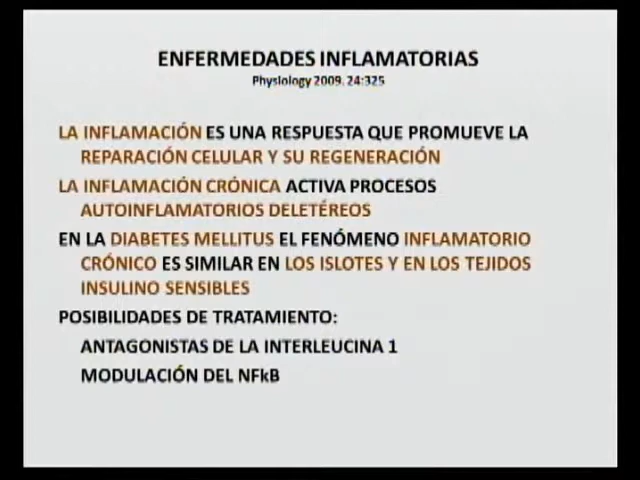 ENFERMEDADES INFLAMATORIAS
Physiology 2009. 24:325
LA INFLAMACIÓN ES UNA RESPUESTA QUE PROMUEVE LA
REPARACIÓN CELULAR Y SU REGENERACIÓN
LA INFLAMACIÓN CRÓNICA ACTIVA PROCESOS
AUTOINFLAMATORIOS DELETÉREOS
EN LA DIABETES MELLITUS EL FENÓMENO INFLAMATORIO
CRÓNICO ES SIMILAR EN LOS ISLOTES Y EN LOS TEJIDOS
INSULINO SENSIBLES
POSIBILIDADES DE TRATAMIENTO:
ANTAGONISTAS DE LA INTERLEUCINA 1
MODULACIÓN DEL NFkB